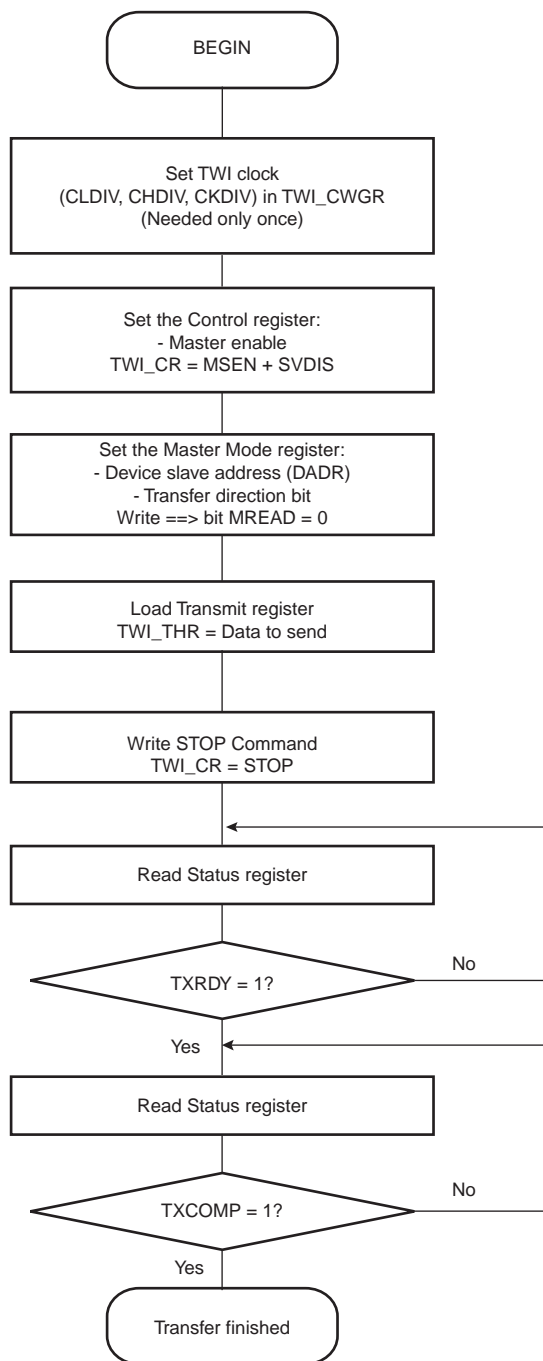 BEGIN
Set TWI clock
(CLDIV, CHDIV, CKDIV) in TWI_CWGR
(Needed only once)
Set the Control register:
- Master enable
TWI_CR = MSEN + SVDIS
Set the Master Mode register:
- Device slave address (DADR)
- Transfer direction bit
Write ==> bit MREAD = 0
Load Transmit register
TWI_THR = Data to send
Write STOP Command
TWI_CR = STOP
Read Status register
TXRDY = 1?
No
Yes
Read Status register
TXCOMP = 1?
No
Yes
Transfer finished